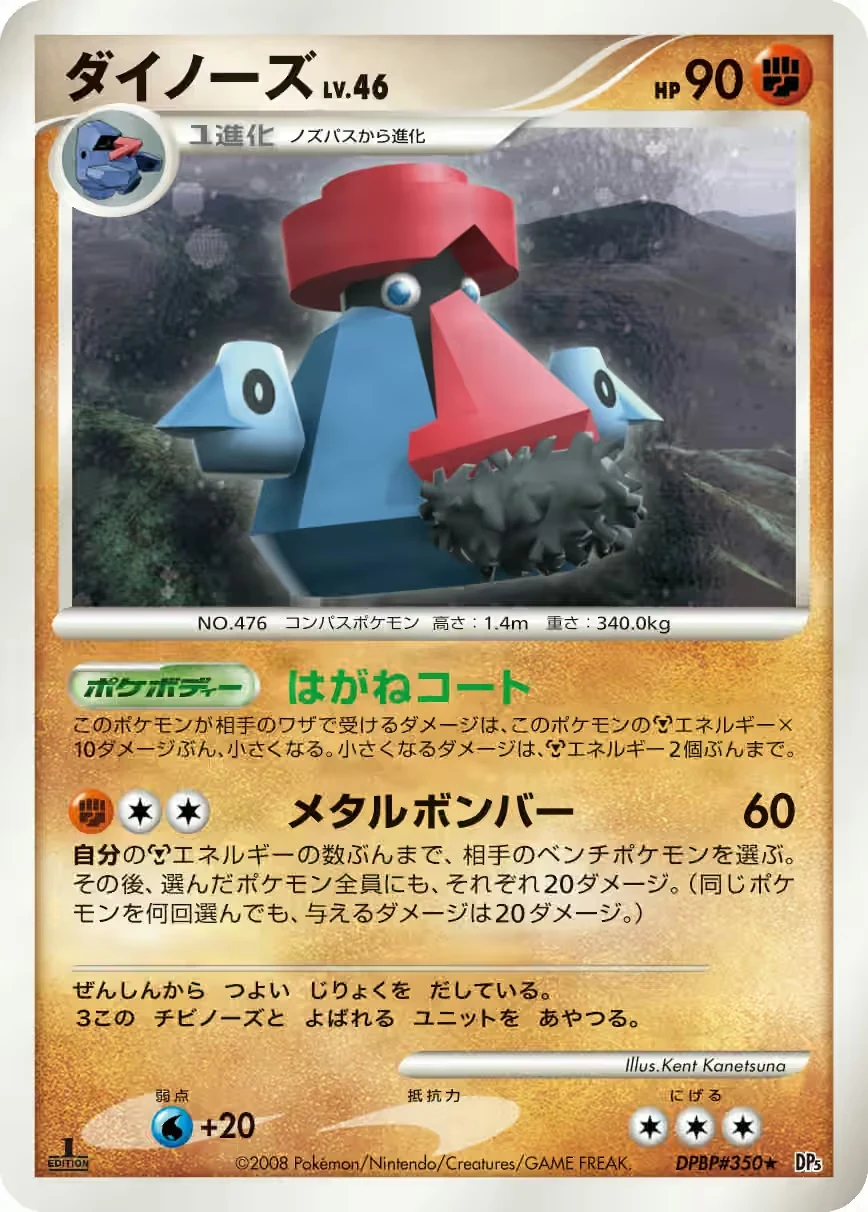 ダイノーズ LV.46 HP 90
1進化 ノズパスから進化
NO.476 コンパスポケモン 高さ：1.4m 重さ：340.0kg
ポケボディー はがねコート
このポケモンが相手のワザで受けるダメージは、このポケモンのエネルギー×
10ダメージぶん、小さくなる。小さくなるダメージは、エネルギー2個ぶんまで。
メタルボンバー 60
自分のエネルギーの数ぶんまで、相手のベンチポケモンを選ぶ。
その後、選んだポケモン全員にも、それぞれ20ダメージ。（同じポケ
モンを何回選んでも、与えるダメージは20ダメージ。）
ぜんしんから つよい じりょくを だしている。
3この チビノーズと よばれる ユニットを あやつる。
Illus.Kent Kanetsuna
弱点 抵抗力 にげる
+20
1 EDITION ©2008 Pokémon/Nintendo/Creatures/GAME FREAK. DPBP#350★ DP5